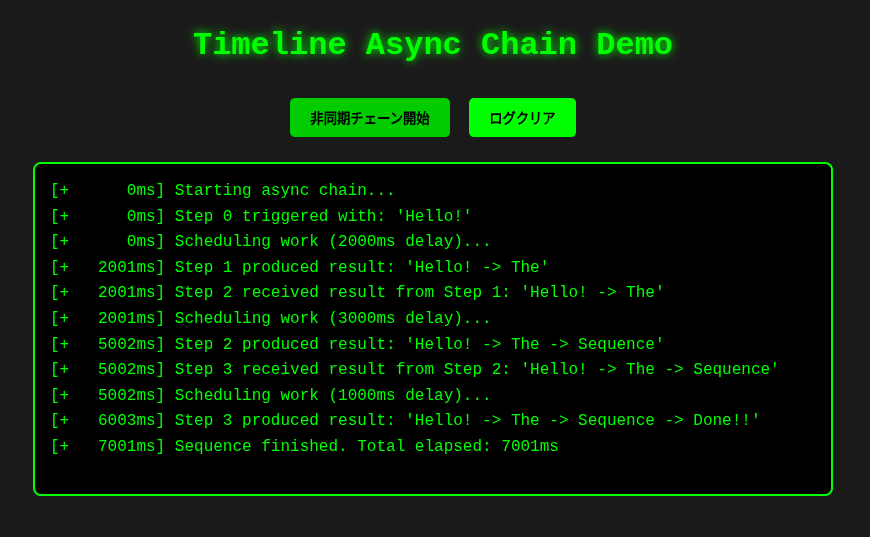 Timeline Async Chain Demo
非同期チェーン開始 ログクリア
[+      0ms] Starting async chain...
[+      0ms] Step 0 triggered with: 'Hello!'
[+      0ms] Scheduling work (2000ms delay)...
[+   2001ms] Step 1 produced result: 'Hello! -> The'
[+   2001ms] Step 2 received result from Step 1: 'Hello! -> The'
[+   2001ms] Scheduling work (3000ms delay)...
[+   5002ms] Step 2 produced result: 'Hello! -> The -> Sequence'
[+   5002ms] Step 3 received result from Step 2: 'Hello! -> The -> Sequence'
[+   5002ms] Scheduling work (1000ms delay)...
[+   6003ms] Step 3 produced result: 'Hello! -> The -> Sequence -> Done!!'
[+   7001ms] Sequence finished. Total elapsed: 7001ms